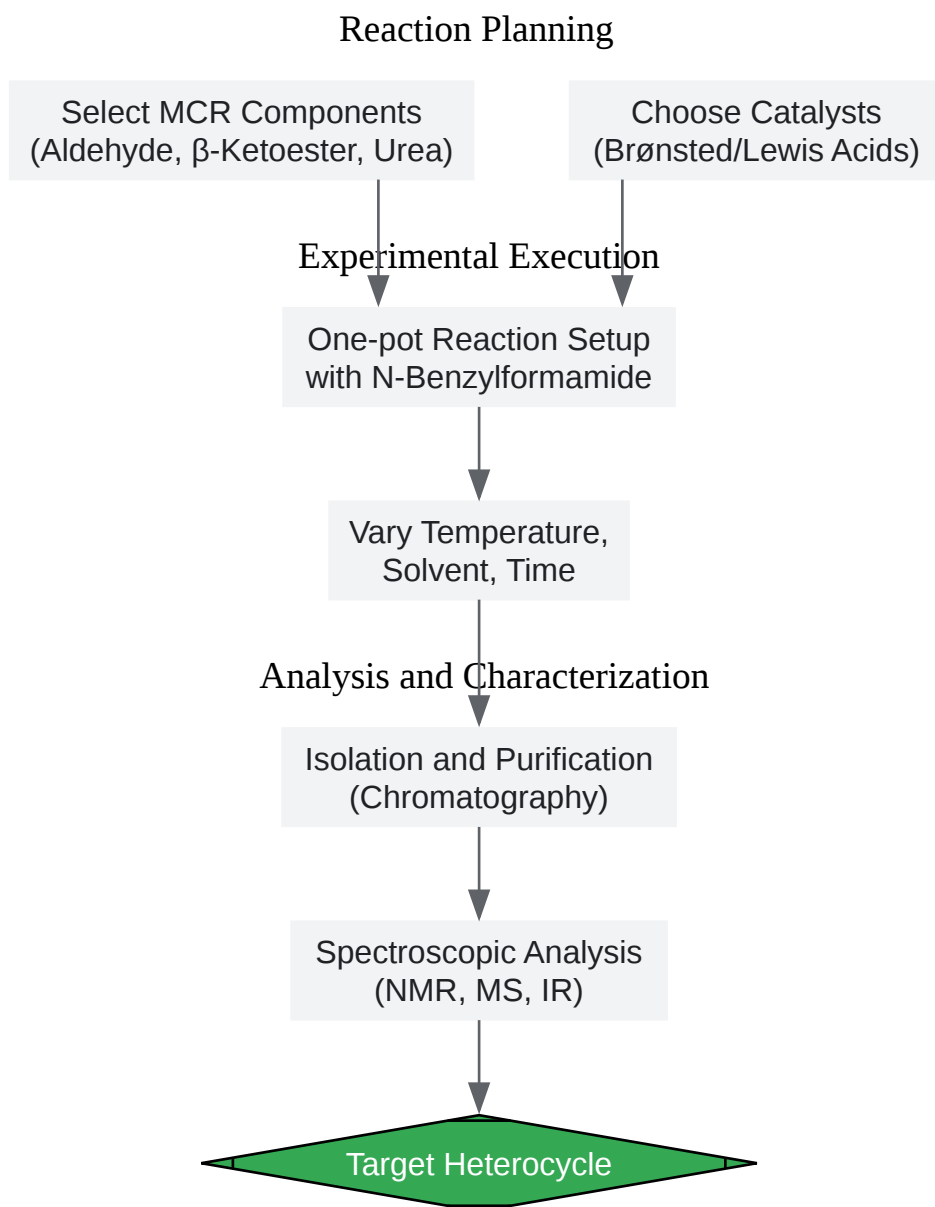 Reaction Planning
Select MCR Components
(Aldehyde, β-Ketoester, Urea)
Choose Catalysts
(Brønsted/Lewis Acids)
Experimental Execution
One-pot Reaction Setup
with N-Benzylformamide
Vary Temperature,
Solvent, Time
Analysis and Characterization
Isolation and Purification
(Chromatography)
Spectroscopic Analysis
(NMR, MS, IR)
Target Heterocycle